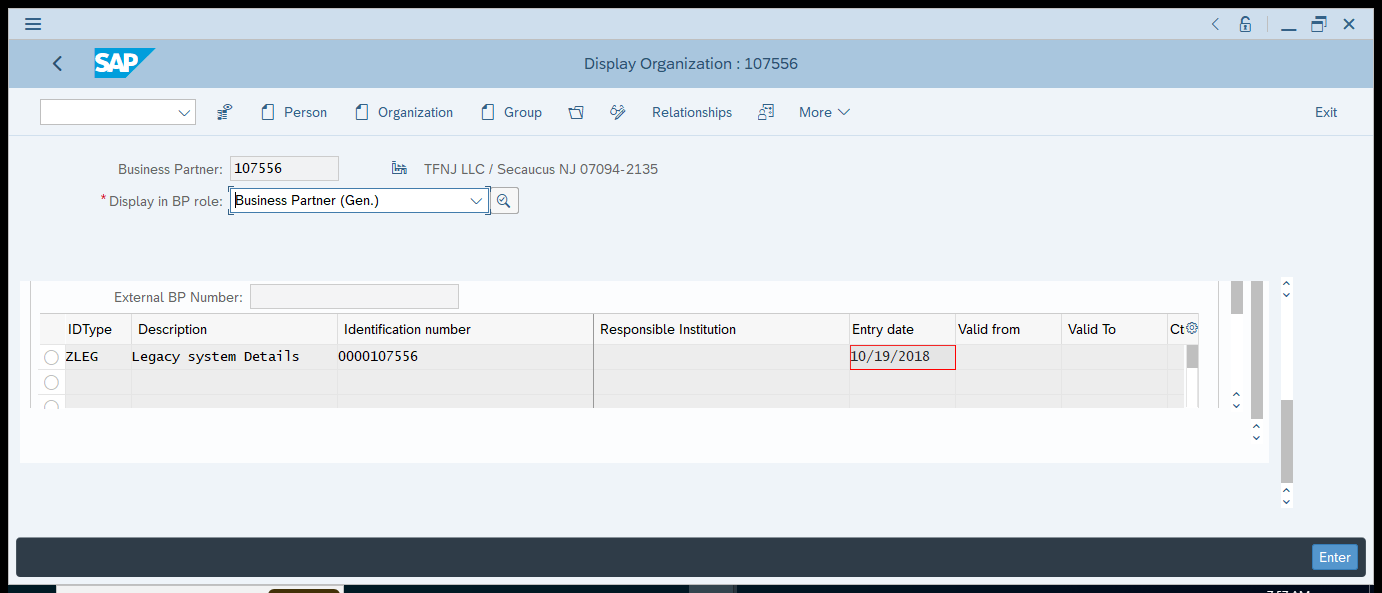 SAP
Display Organization : 107556
Person Organization Group Relationships More Exit
Business Partner: 107556 TFNJ LLC / Secaucus NJ 07094-2135
* Display in BP role: Business Partner (Gen.)
External BP Number:
IDType Description Identification number Responsible Institution Entry date Valid from Valid To Ct
ZLEG Legacy system Details 0000107556 10/19/2018
Enter